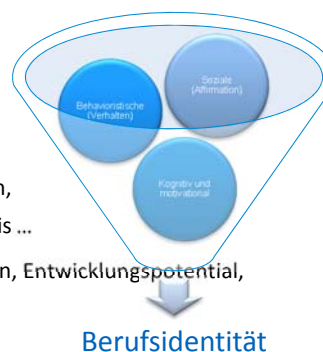 Soziale
(Affirmation)
Behavioristische
(Verhalten)
Kognitiv und
motivational
n,
is ...
n, Entwicklungspotential,
Berufsidentität